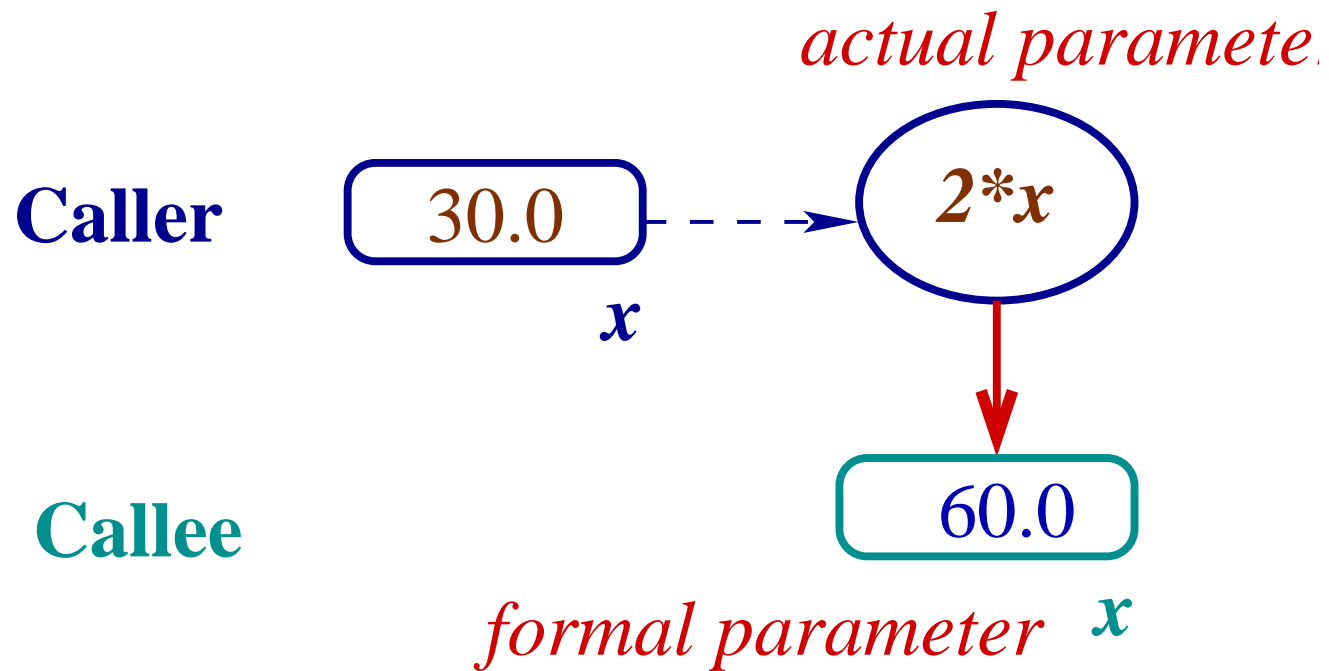 actual paramete
Caller
30.0
2*x
x
Callee
60.0
formal parameter
x